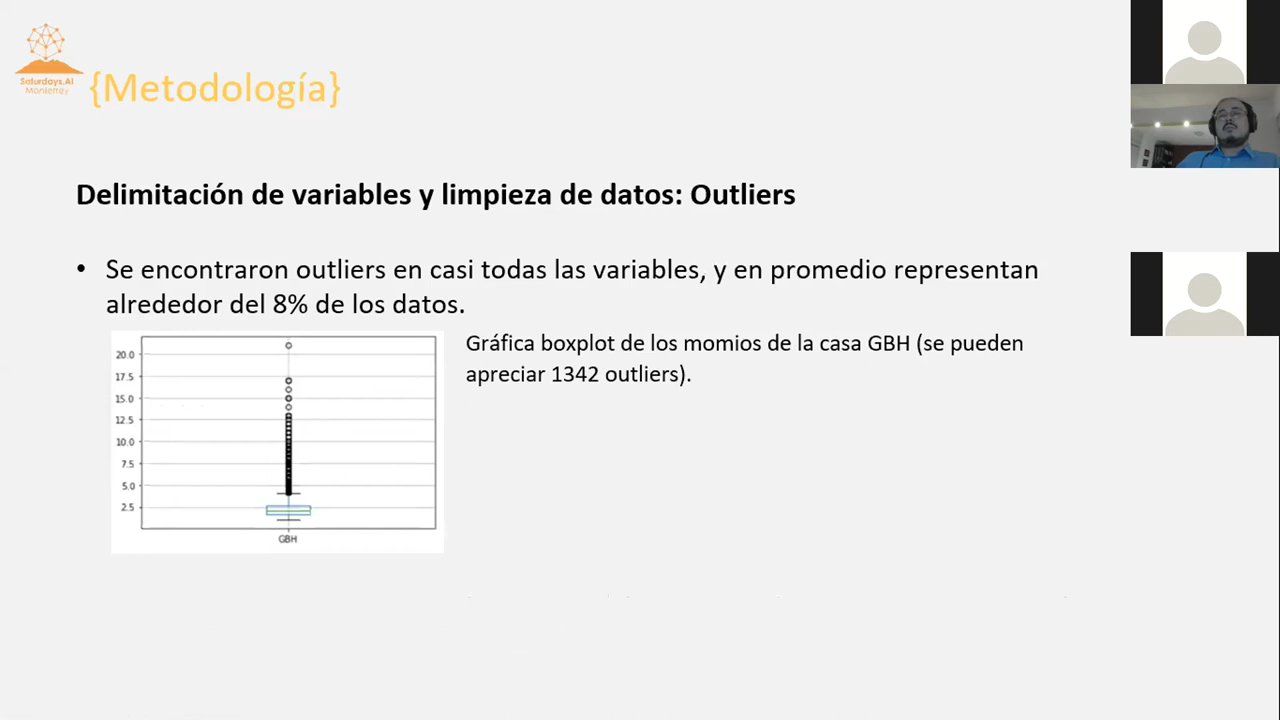 Saturdays.AI
Monterrey
{Metodología}
Delimitación de variables y limpieza de datos: Outliers
• Se encontraron outliers en casi todas las variables, y en promedio representan
alrededor del 8% de los datos.
Gráfica boxplot de los momios de la casa GBH (se pueden
apreciar 1342 outliers).
20.0
17.5
15.0
12.5
10.0
7.5
5.0
2.5
GBH